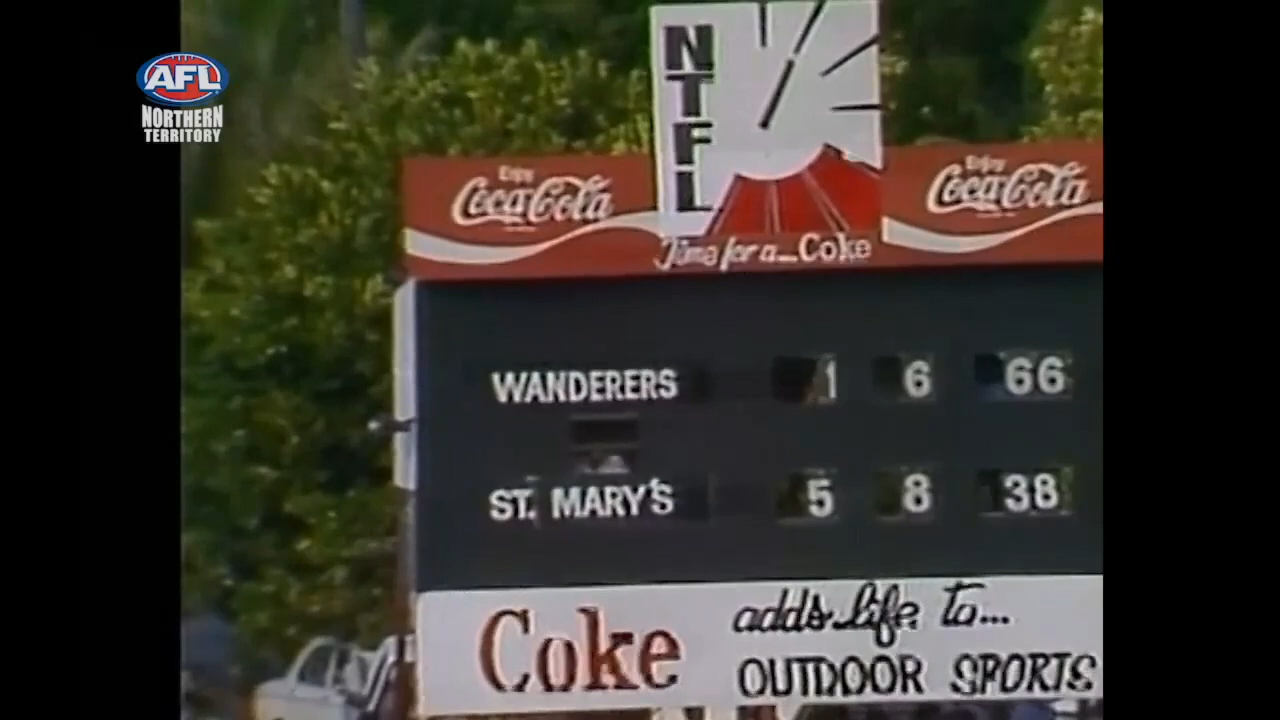 AFL
NORTHERN
TERRITORY
NTFL
Enjoy
Coca-Cola
Enjoy
Coca-Cola
Time for a...Coke
WANDERERS 1 6 66
ST. MARY'S 5 8 38
Coke adds life to...
OUTDOOR SPORTS